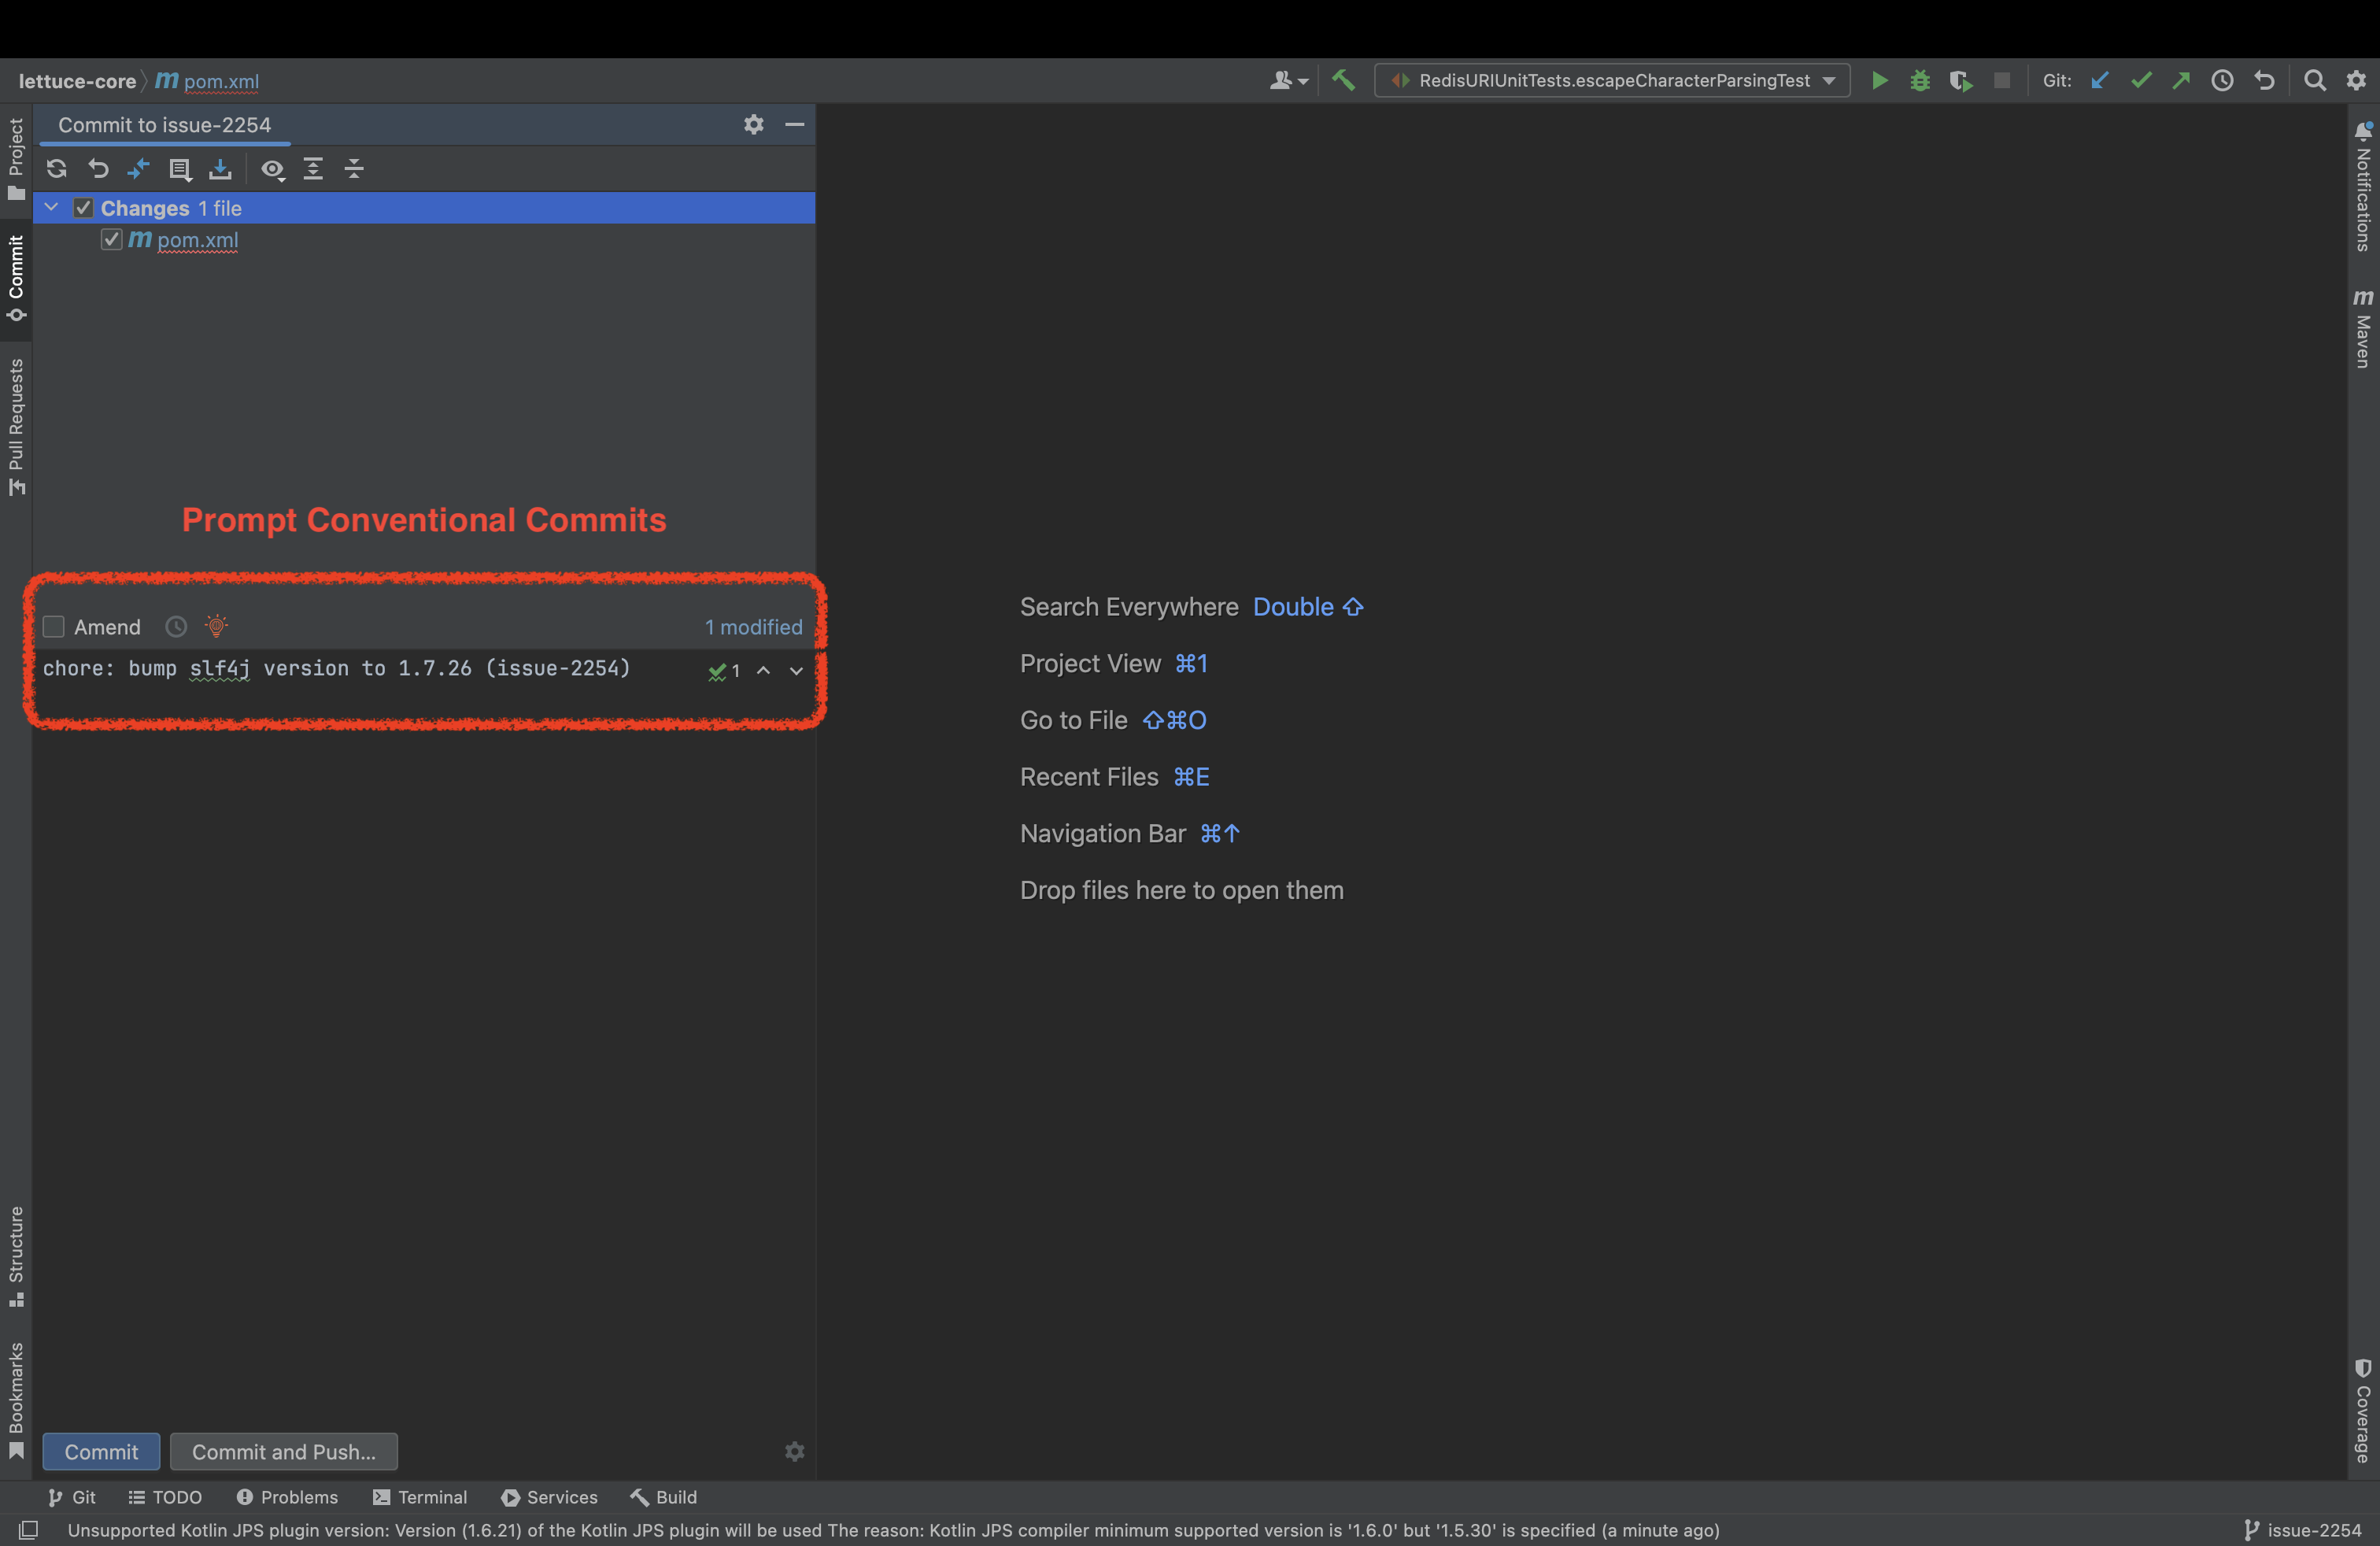 lettuce-core 〉 m pom.xml
RedisURIUnitTests.escapeCharacterParsingTest
Git:
Project
Commit
Pull Requests
Structure
Bookmarks
Commit to issue-2254
Changes 1 file
m pom.xml
Prompt Conventional Commits
Amend
1 modified
chore: bump slf4j version to 1.7.26 (issue-2254)
1
Commit
Commit and Push...
Search Everywhere Double ⇧
Project View ⌘1
Go to File ⇧⌘O
Recent Files ⌘E
Navigation Bar ⌘↑
Drop files here to open them
Notifications
m Maven
Coverage
Git
TODO
Problems
Terminal
Services
Build
Unsupported Kotlin JPS plugin version: Version (1.6.21) of the Kotlin JPS plugin will be used The reason: Kotlin JPS compiler minimum supported version is '1.6.0' but '1.5.30' is specified (a minute ago)
issue-2254